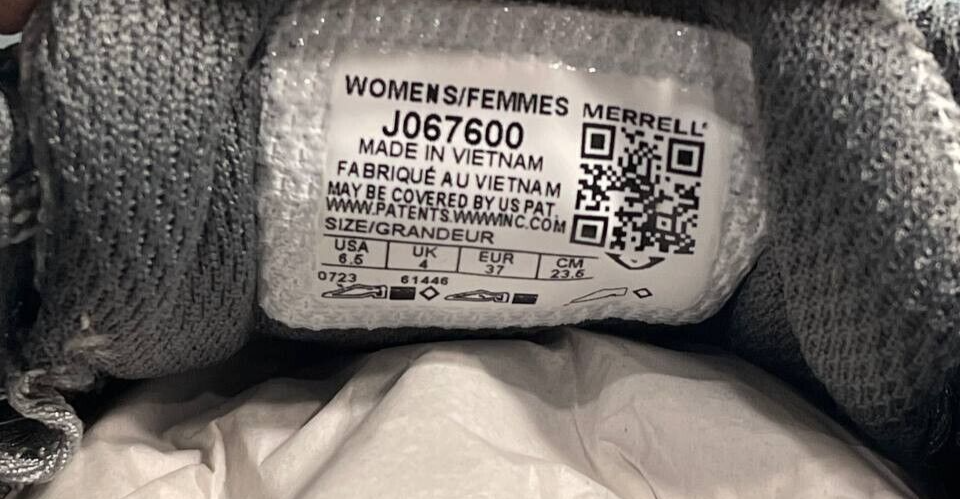 WOMENS/FEMMES
MERRELL
J067600
MADE IN VIETNAM
FABRIQUÉ AU VIETNAM
MAY BE COVERED BY US PAT.
WWW.PATENTS.WWWINC.COM
SIZE/GRANDEUR
USA UK EUR CM
6.5 4 37 23.5
0723 61446